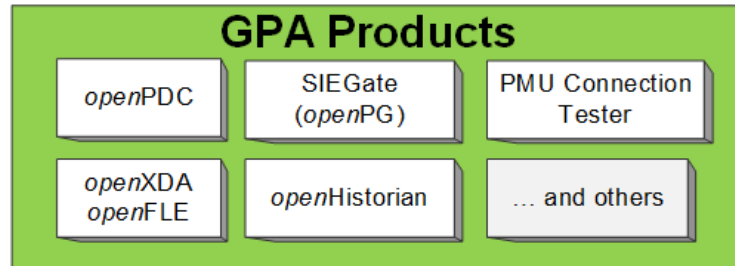 GPA Products
openPDC
SIEGate
(openPG)
PMU Connection
Tester
openXDA
openFLE
openHistorian
... and others